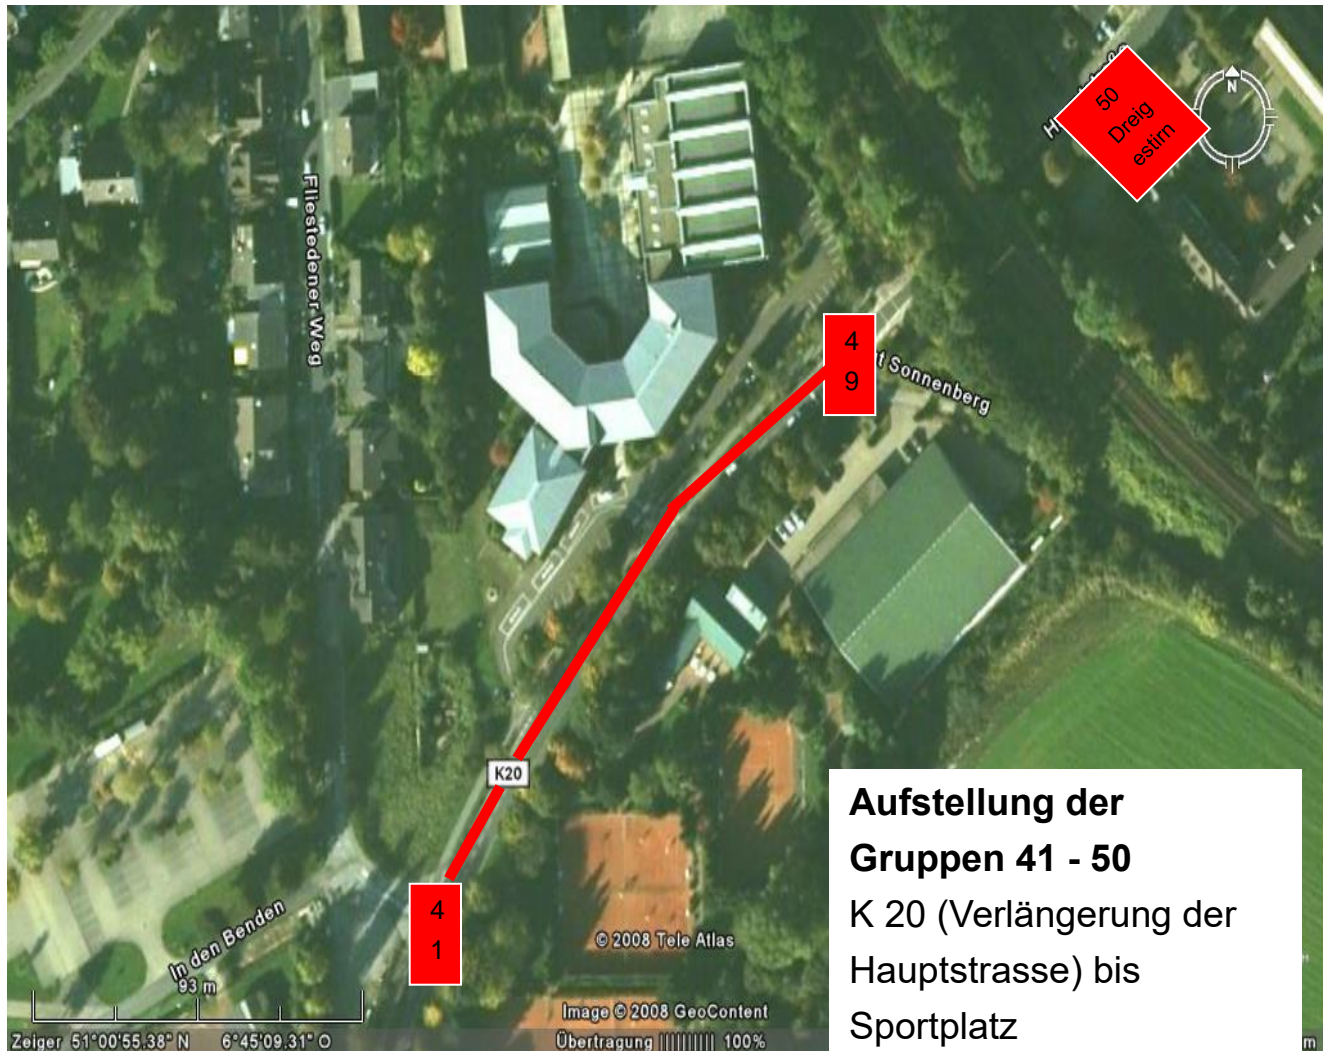 50
Dreig
estirn
N
Fliestedener Weg
4
9
t Sonnenberg
K20
4
1
In den Benden
93 m
© 2008 Tele Atlas
Image © 2008 GeoContent
Zeiger 51°00'55.38" N 6°45'09.31" O
Übertragung 100%
m
Aufstellung der
Gruppen 41 - 50
K 20 (Verlängerung der
Hauptstrasse) bis
Sportplatz